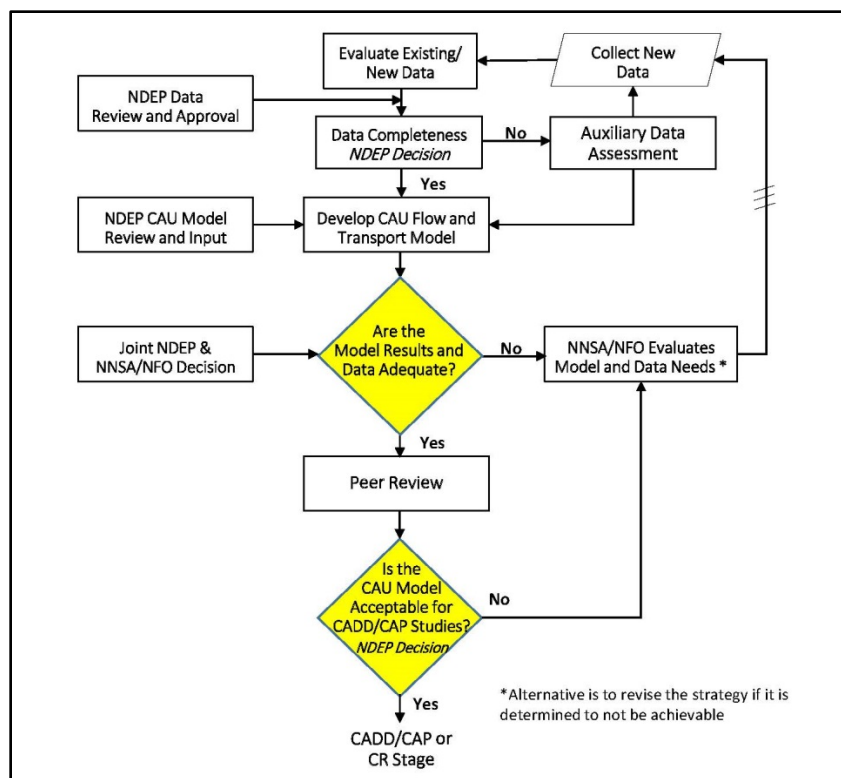 Evaluate Existing/
New Data
Collect New
Data
NDEP Data
Review and Approval
Data Completeness
NDEP Decision
No
Auxiliary Data
Assessment
Yes
NDEP CAU Model
Review and Input
Develop CAU Flow and
Transport Model
Joint NDEP &
NNSA/NFO Decision
Are the
Model Results and
Data Adequate?
No
NNSA/NFO Evaluates
Model and Data Needs *
Yes
Peer Review
Is the
CAU Model
Acceptable for
CADD/CAP Studies?
NDEP Decision
No
Yes
*Alternative is to revise the strategy if it is
determined to not be achievable
CADD/CAP or
CR Stage